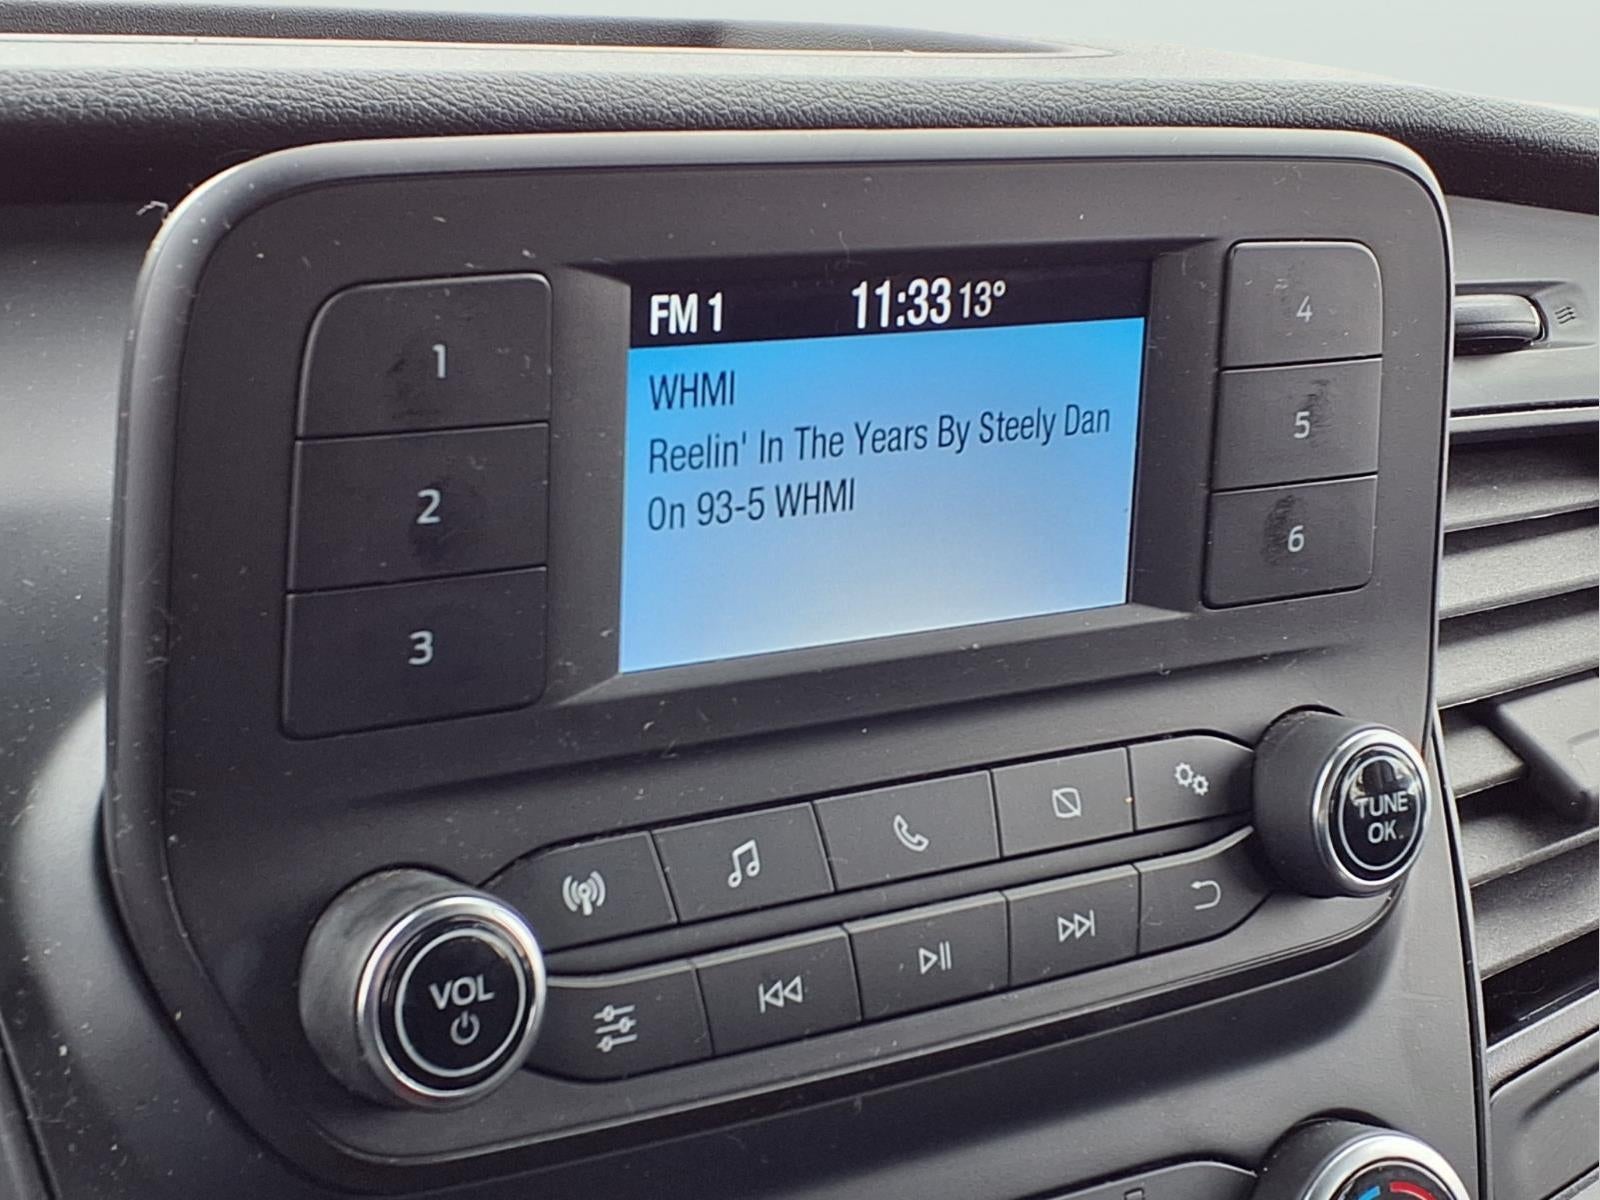 FM 1 11:33 13°
WHMI
Reelin' In The Years By Steely Dan
On 93-5 WHMI
1
2
3
4
5
6
VOL
TUNE
OK